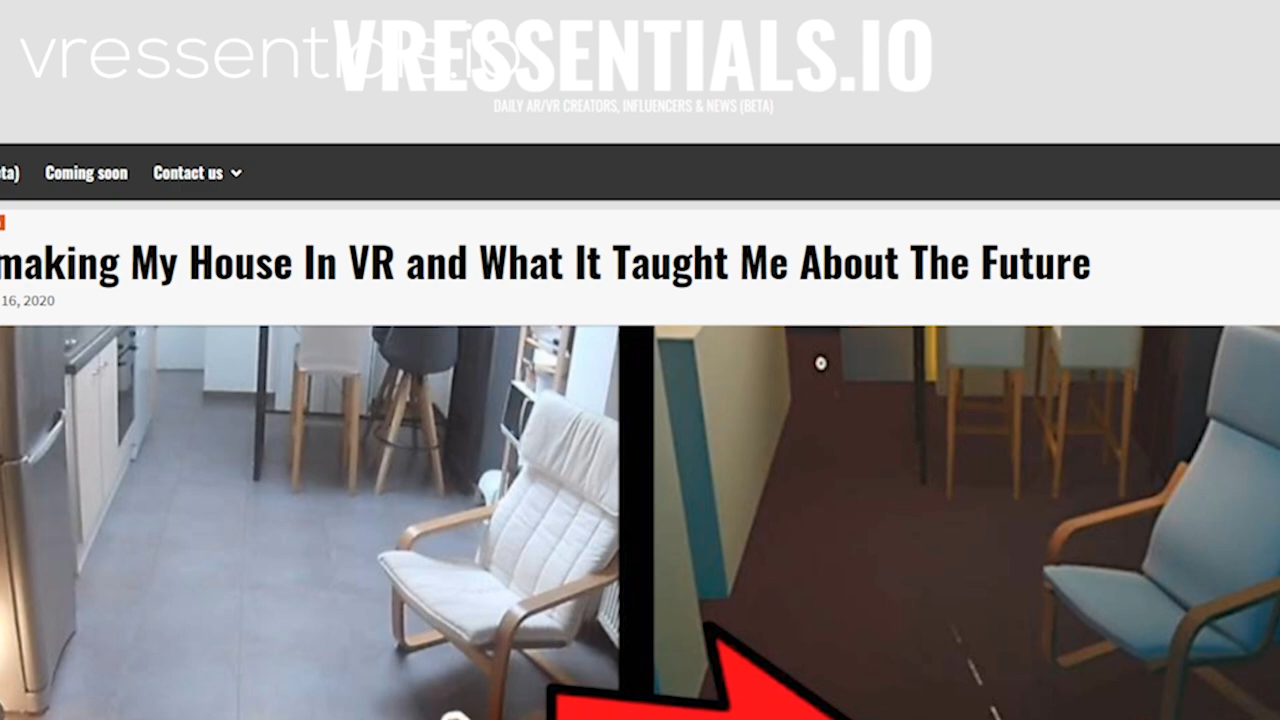 vressentials.io
VRESSENTIALS.IO
DAILY AR/VR CREATORS, INFLUENCERS & NEWS (BETA)
ta) Coming soon Contact us
making My House In VR and What It Taught Me About The Future
16, 2020